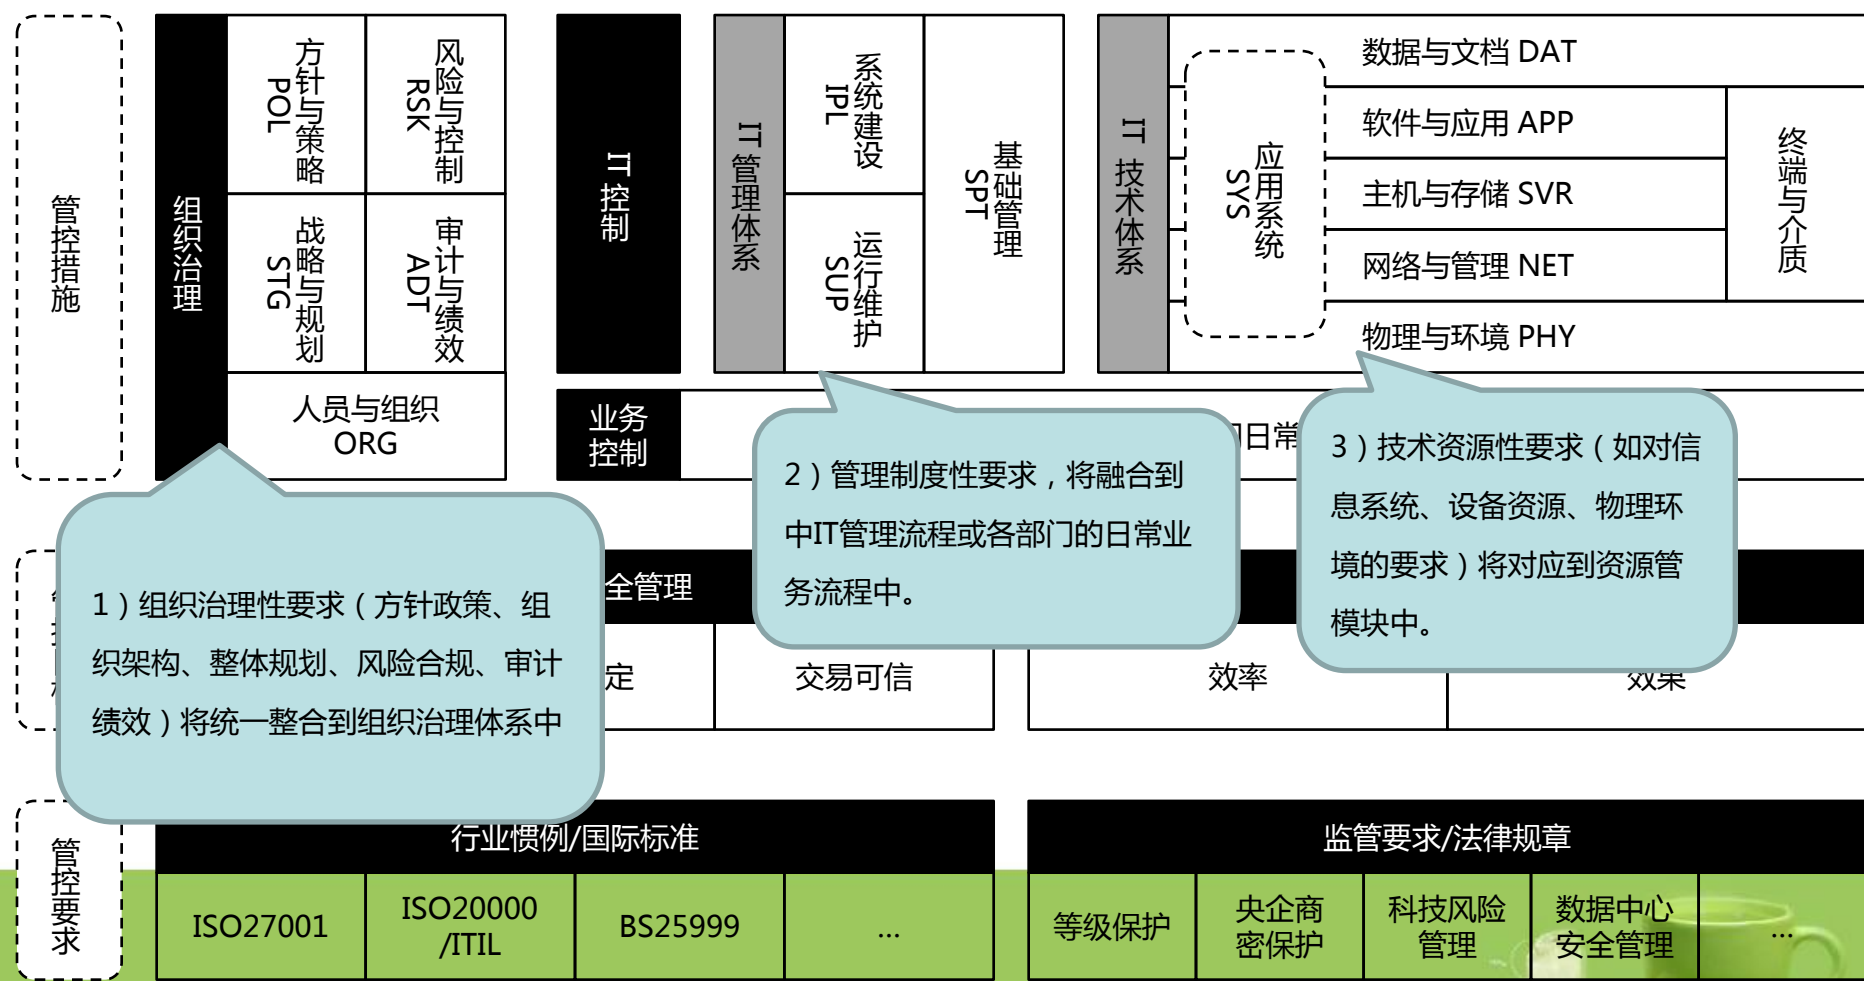 管控措施
组织治理
方针与策略
POL
风险与控制
RSK
战略与规划
STG
审计与绩效
ADT
人员与组织
ORG
IT 控制
IT 管理体系
系统建设
IPL
运行维护
SUP
基础管理
SPT
IT 技术体系
应用系统
SYS
数据与文档 DAT
软件与应用 APP
主机与存储 SVR
网络与管理 NET
物理与环境 PHY
终端与介质
业务
控制
日常
1）组织治理性要求（方针政策、组
织架构、整体规划、风险合规、审计
绩效）将统一整合到组织治理体系中
2）管理制度性要求，将融合到
中IT管理流程或各部门的日常业
务流程中。
3）技术资源性要求（如对信
息系统、设备资源、物理环
境的要求）将对应到资源管
模块中。
全管理
定
交易可信
效率
效果
管控要求
行业惯例/国际标准
ISO27001
ISO20000
/ITIL
BS25999
…
监管要求/法律规章
等级保护
央企商
密保护
科技风险
管理
数据中心
安全管理
…